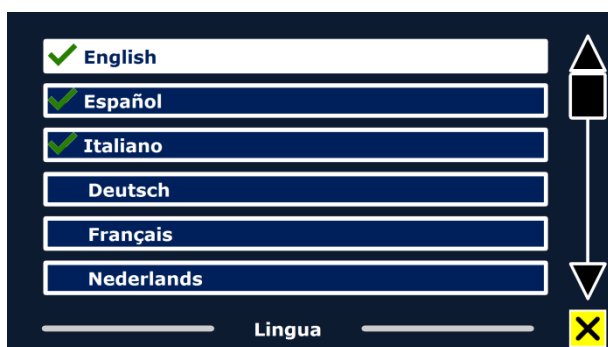 English
Español
Italiano
Deutsch
Français
Nederlands
Lingua